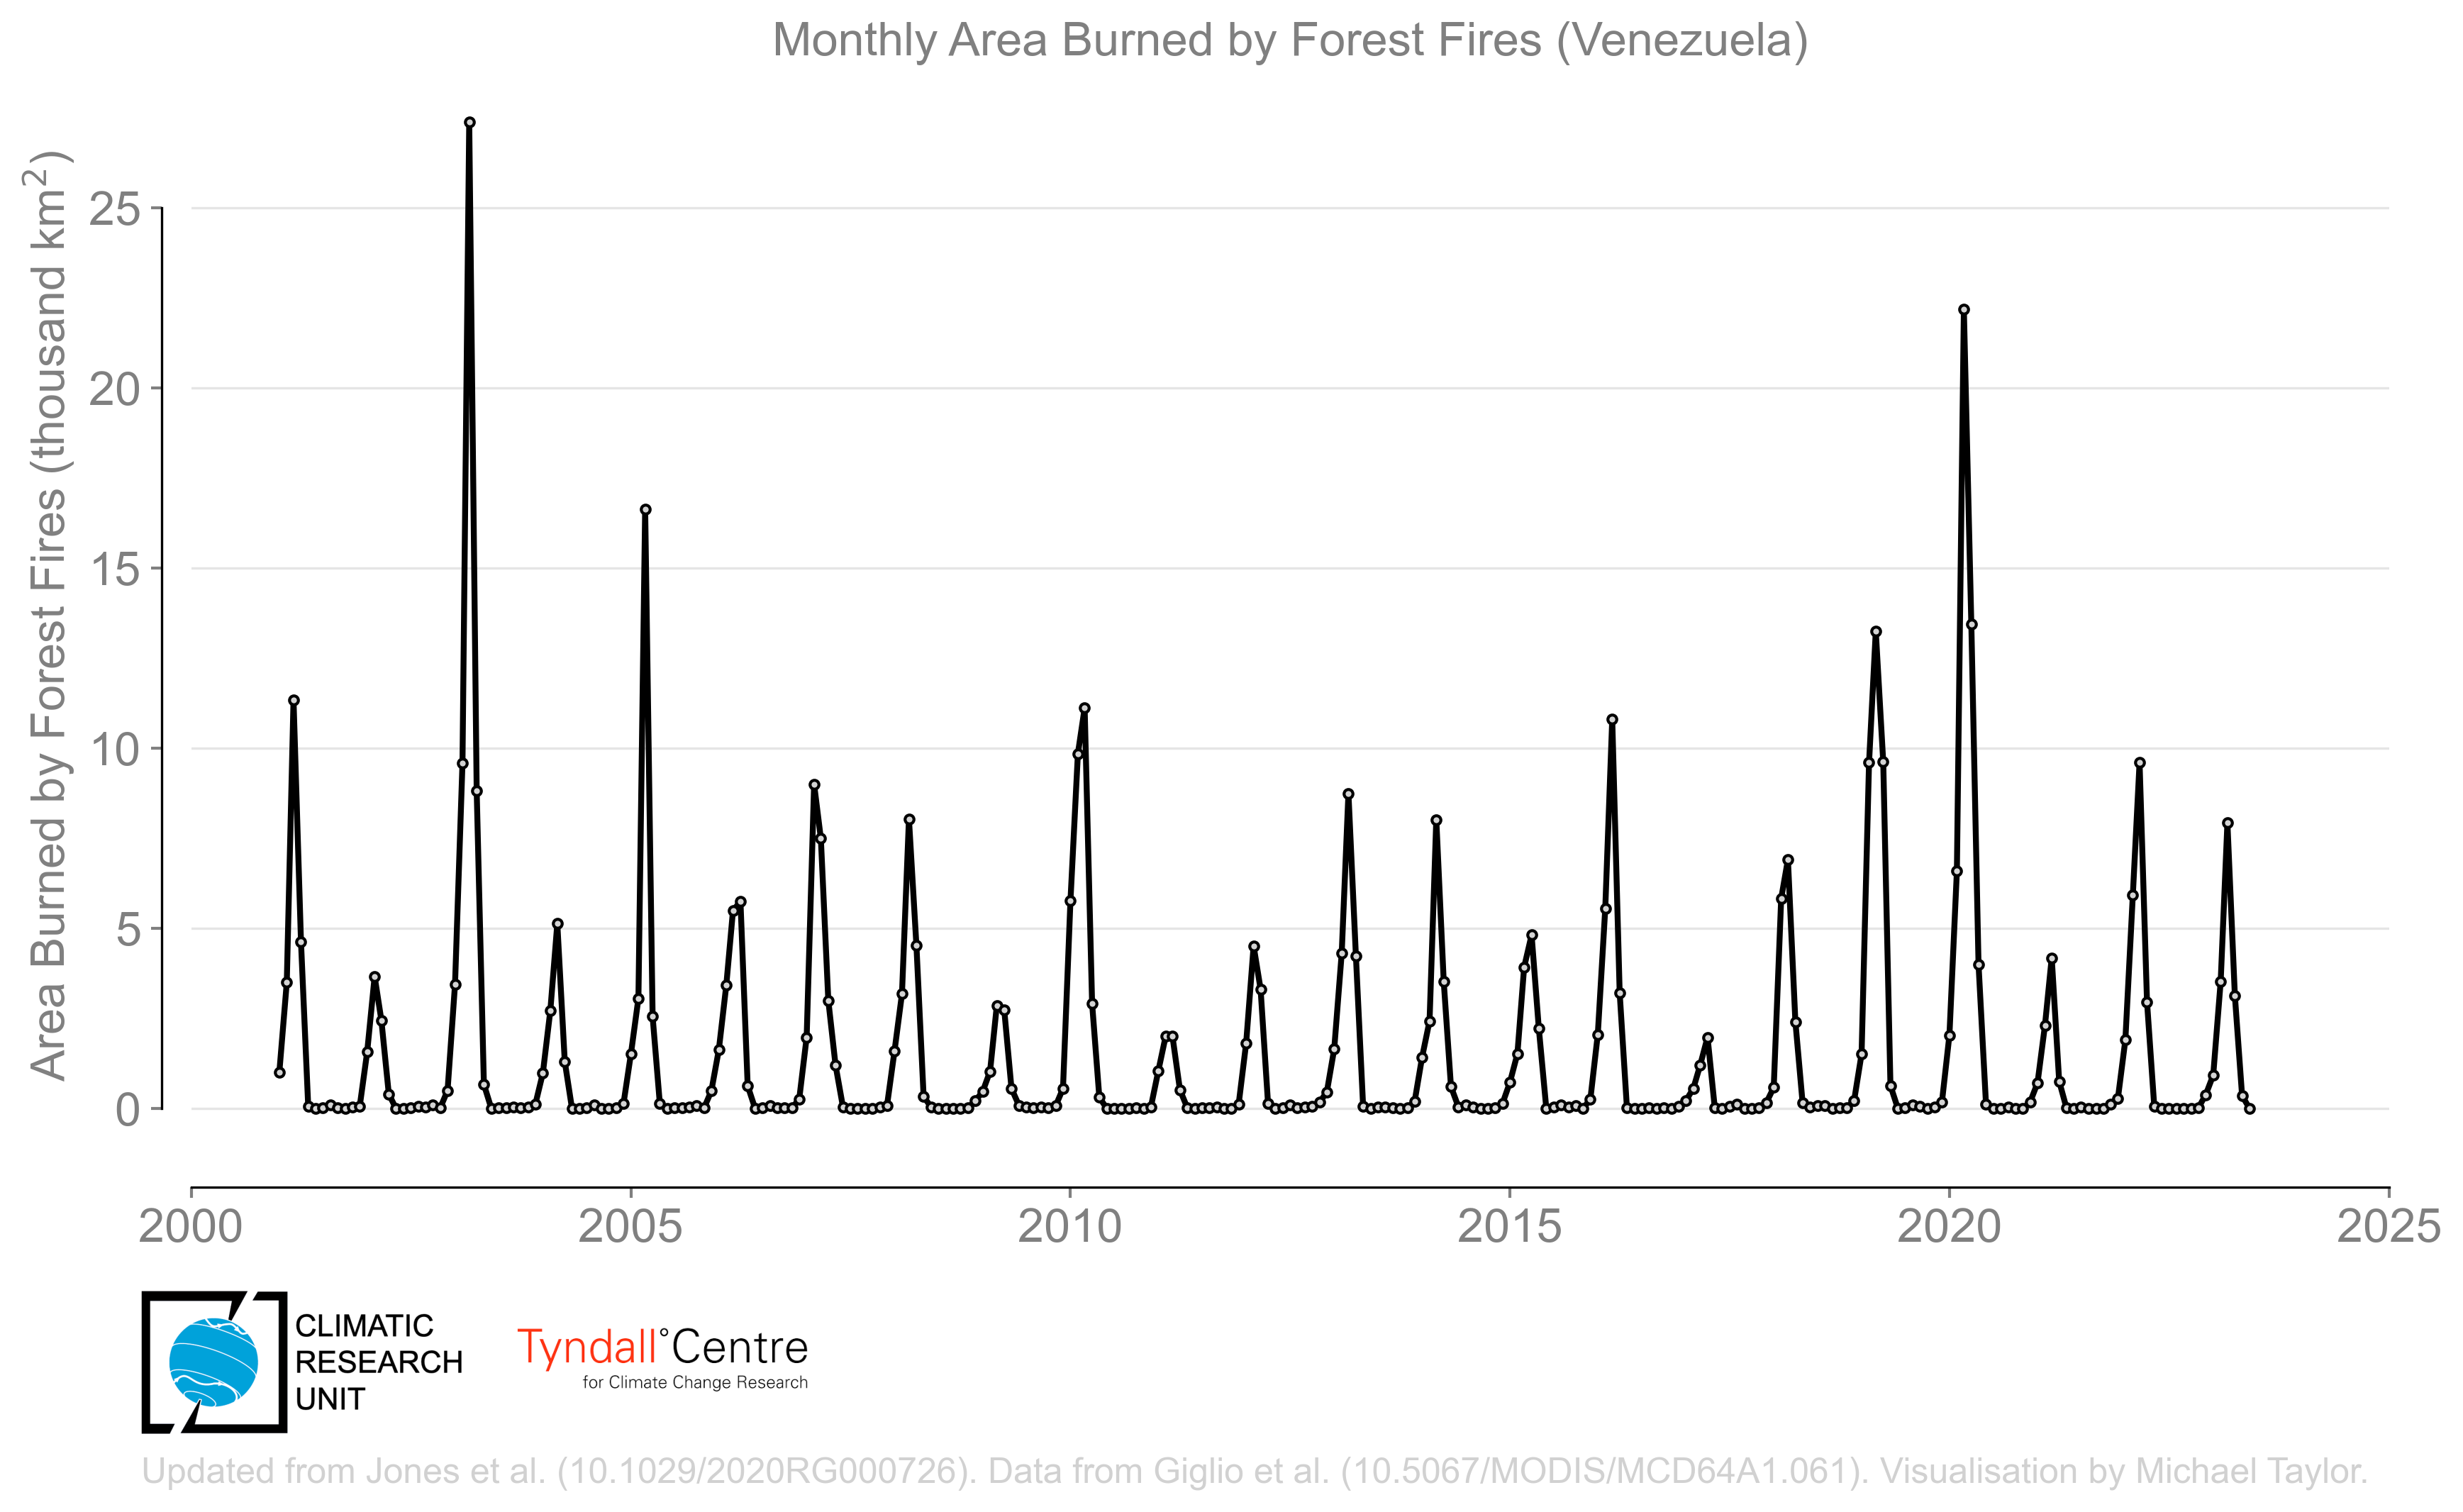 Monthly Area Burned by Forest Fires (Venezuela)
Area Burned by Forest Fires (thousand km²)
25
20
15
10
5
0
2000 2005 2010 2015 2020 2025
CLIMATIC
RESEARCH
UNIT
Tyndall°Centre
for Climate Change Research
Updated from Jones et al. (10.1029/2020RG000726). Data from Giglio et al. (10.5067/MODIS/MCD64A1.061). Visualisation by Michael Taylor.